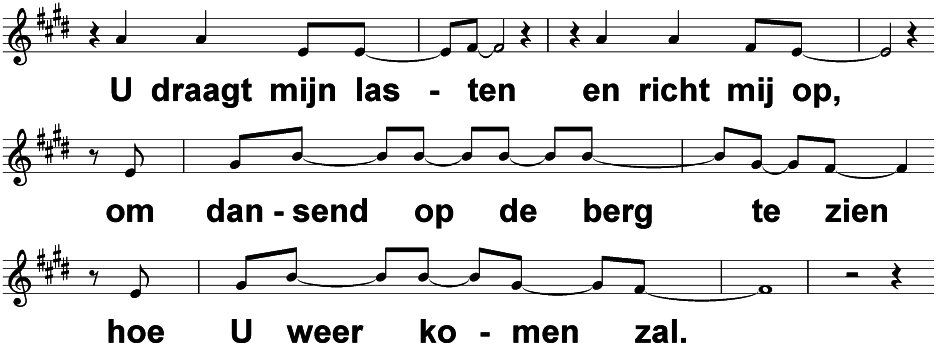 U draagt mijn las - ten en richt mij op,
om dan - send op de berg te zien
hoe U weer ko - men zal.